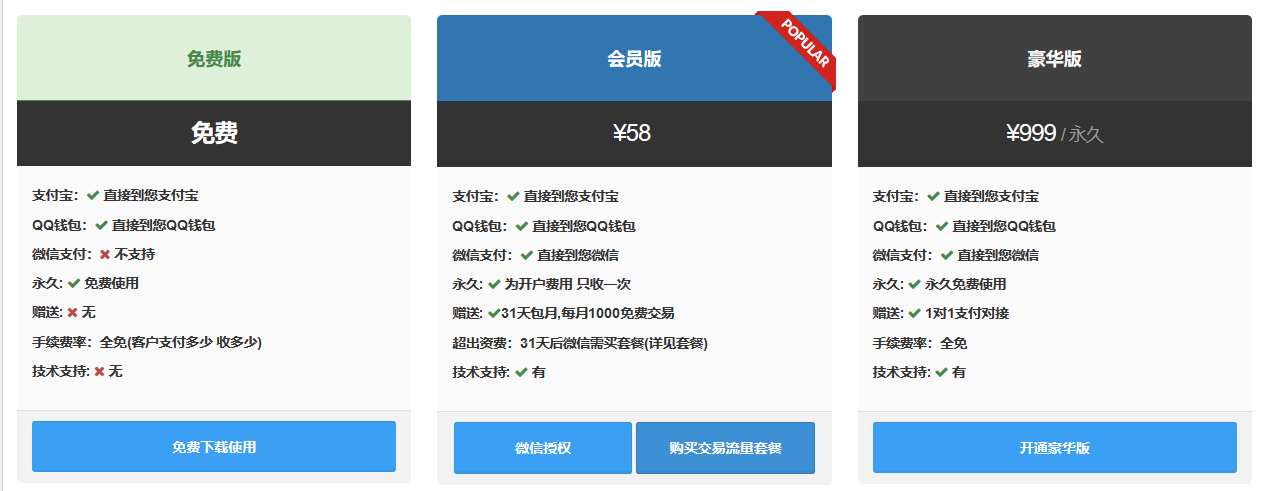 免费版
免费
支付宝：直接到您支付宝
QQ钱包：直接到您QQ钱包
微信支付：不支持
永久: 免费使用
赠送: 无
手续费率：全免(客户支付多少 收多少)
技术支持: 无
免费下载使用
会员版
POPULAR
¥58
支付宝：直接到您支付宝
QQ钱包：直接到您QQ钱包
微信支付：直接到您微信
永久: 为开户费用 只收一次
赠送: 31天包月,每月1000免费交易
超出资费：31天后微信需买套餐(详见套餐)
技术支持: 有
微信授权
购买交易流量套餐
豪华版
¥999 / 永久
支付宝：直接到您支付宝
QQ钱包：直接到您QQ钱包
微信支付：直接到您微信
永久: 永久免费使用
赠送: 1对1支付对接
手续费率：全免
技术支持: 有
开通豪华版